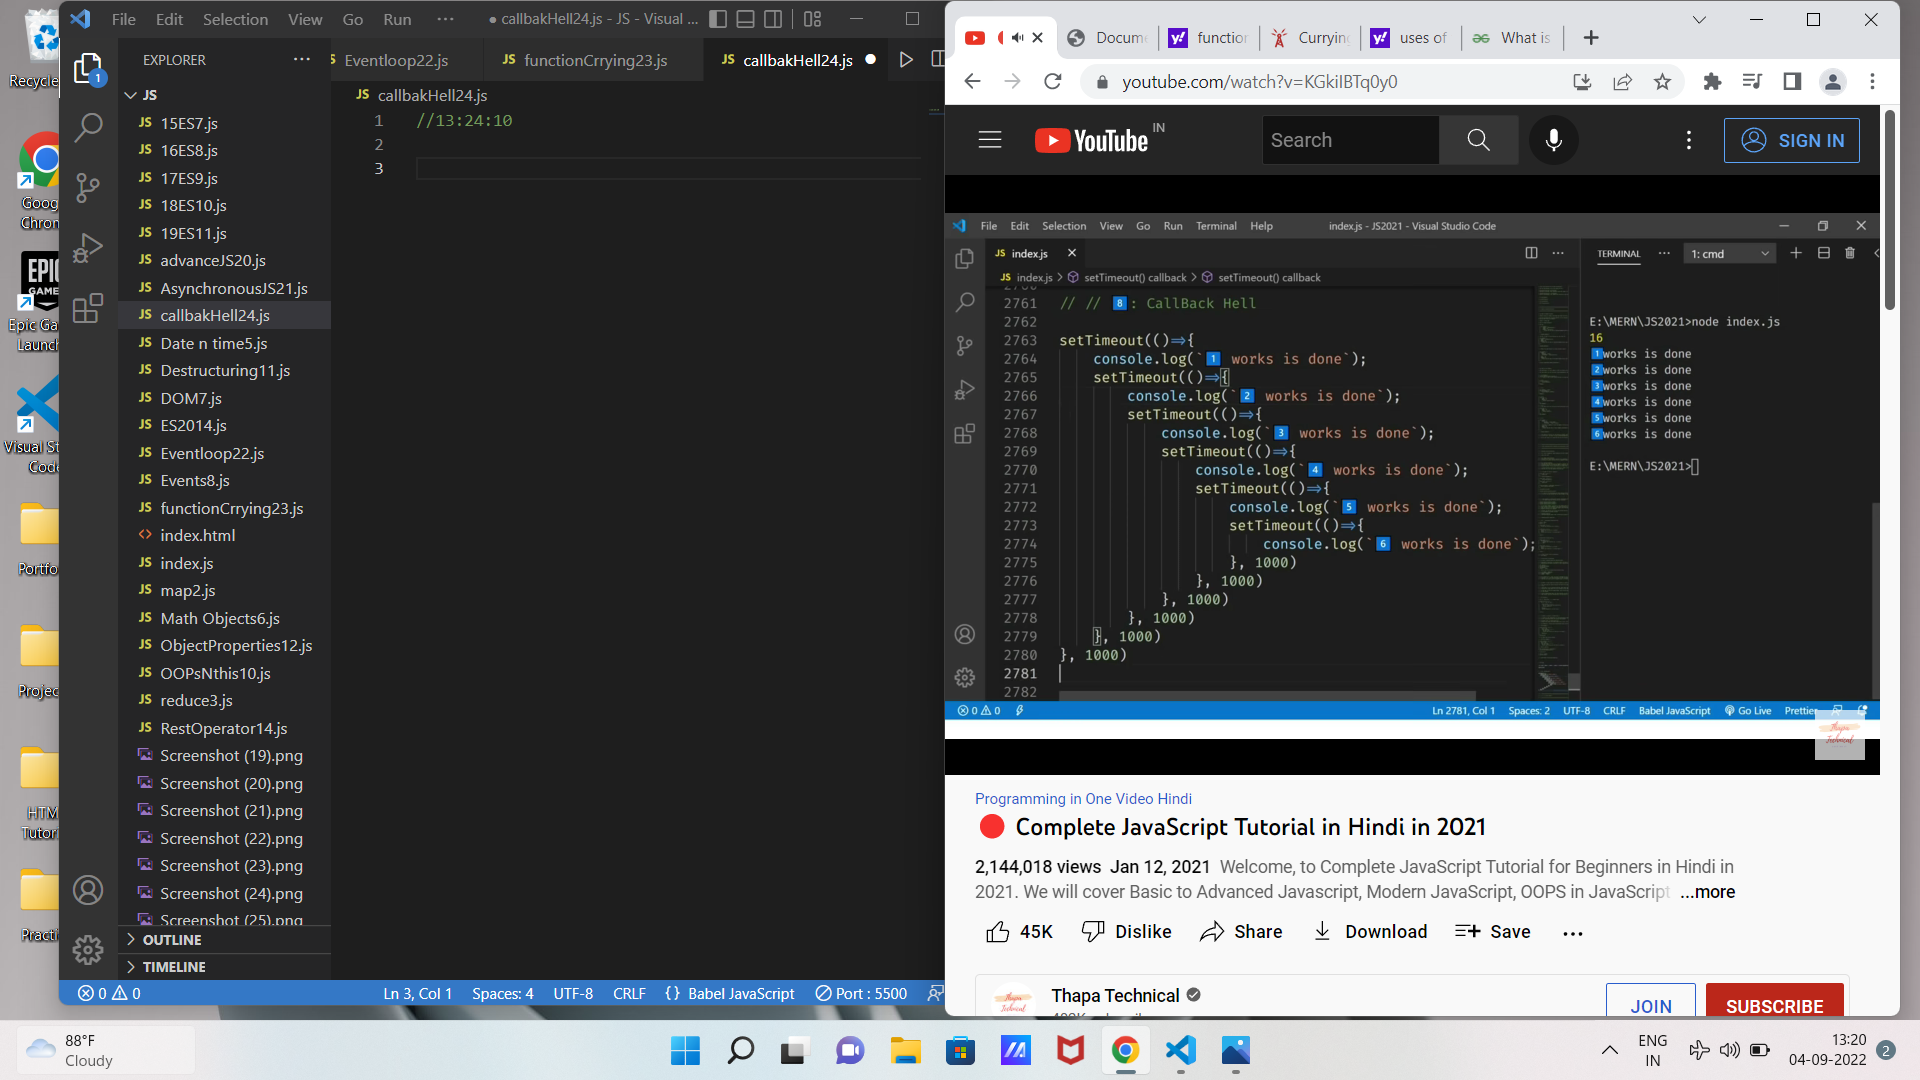 Recycle
Goog
Chron
EPIC
GAMES
Epic Ga
Launch
Visual St
Code
Portfo
Projec
HTM
Tutor
Practi
File Edit Selection View Go Run ···
● callbakHell24.js - JS - Visual ...
EXPLORER ···
JS
JS 15ES7.js
JS 16ES8.js
JS 17ES9.js
JS 18ES10.js
JS 19ES11.js
JS advanceJS20.js
JS AsynchronousJS21.js
JS callbakHell24.js
JS Date n time5.js
JS Destructuring11.js
JS DOM7.js
JS ES2014.js
JS Eventloop22.js
JS Events8.js
JS functionCrrying23.js
<> index.html
JS index.js
JS map2.js
JS Math Objects6.js
JS ObjectProperties12.js
JS OOPsNthis10.js
JS reduce3.js
JS RestOperator14.js
Screenshot (19).png
Screenshot (20).png
Screenshot (21).png
Screenshot (22).png
Screenshot (23).png
Screenshot (24).png
Screenshot (25).png
OUTLINE
TIMELINE
1
Eventloop22.js JS functionCrrying23.js JS callbakHell24.js ●
JS callbakHell24.js
1 //13:24:10
2
3
0 0 Ln 3, Col 1 Spaces: 4 UTF-8 CRLF {} Babel JavaScript Port : 5500
Docume functior Currying uses of What is
youtube.com/watch?v=KGkiIBTq0y0
YouTube IN
Search
SIGN IN
File Edit Selection View Go Run Terminal Help index.js - JS2021 - Visual Studio Code
JS index.js
JS index.js > setTimeout() callback > setTimeout() callback
2760
2761 // // 8: CallBack Hell
2762
2763 setTimeout(()⇒{
2764 console.log(`1 works is done`);
2765 setTimeout(()⇒{
2766 console.log(`2 works is done`);
2767 setTimeout(()⇒{
2768 console.log(`3 works is done`);
2769 setTimeout(()⇒{
2770 console.log(`4 works is done`);
2771 setTimeout(()⇒{
2772 console.log(`5 works is done`);
2773 setTimeout(()⇒{
2774 console.log(`6 works is done`);
2775 }, 1000)
2776 }, 1000)
2777 }, 1000)
2778 }, 1000)
2779 }, 1000)
2780 }, 1000)
2781
2782
TERMINAL ··· 1: cmd
E:\MERN\JS2021>node index.js
16
1works is done
2works is done
3works is done
4works is done
5works is done
6works is done
E:\MERN\JS2021>
0 0 Ln 2781, Col 1 Spaces: 2 UTF-8 CRLF Babel JavaScript Go Live Prettier
Thapa
Technical
Programming in One Video Hindi
Complete JavaScript Tutorial in Hindi in 2021
2,144,018 views Jan 12, 2021 Welcome, to Complete JavaScript Tutorial for Beginners in Hindi in
2021. We will cover Basic to Advanced Javascript, Modern JavaScript, OOPS in JavaScript ...more
45K Dislike Share Download Save ...
Thapa
Technical
Thapa Technical
JOIN SUBSCRIBE
88°F
Cloudy
ENG
IN
13:20
04-09-2022
2